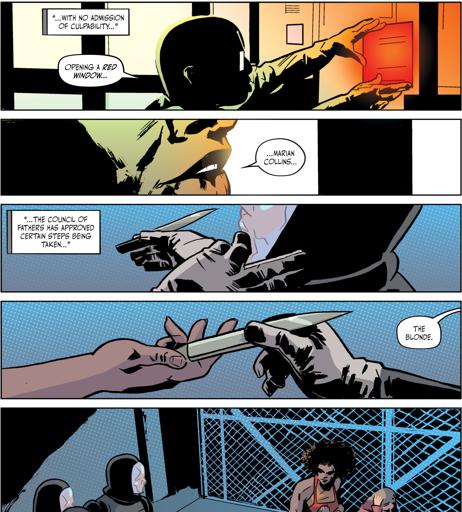 "...WITH NO ADMISSION
OF CULPABILITY..."
OPENING A RED
WINDOW...
...MARIAN
COLLINS...
"...THE COUNCIL OF
FATHERS HAS APPROVED
CERTAIN STEPS BEING
TAKEN..."
THE
BLONDE.